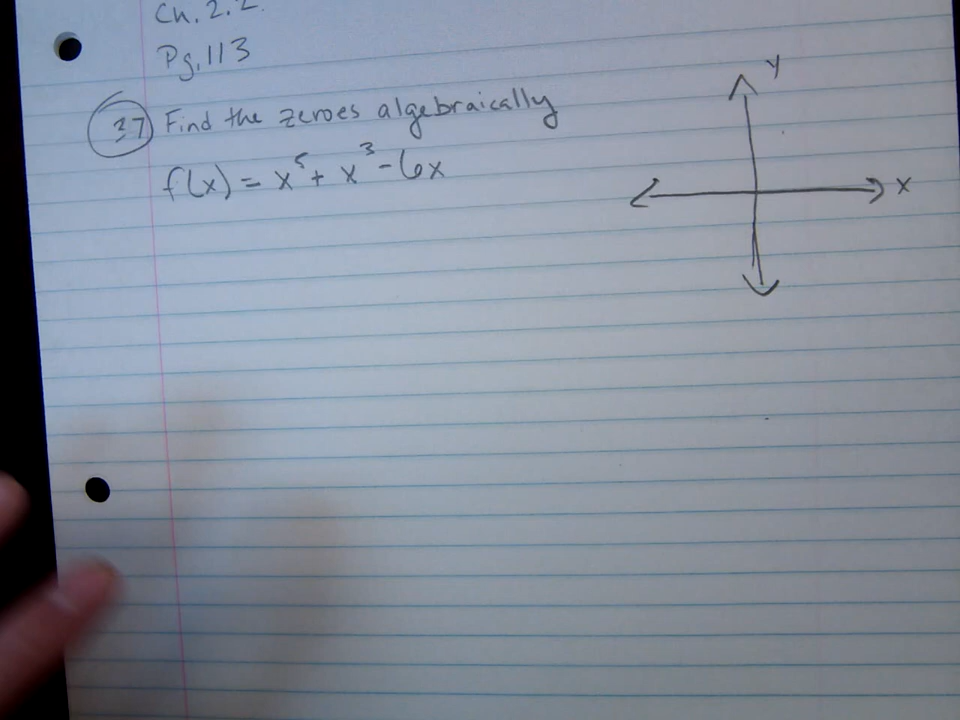 Ch. 2.2
Pg. 113
37 Find the zeroes algebraically
f(x) = x⁵ + x³ - 6x
y
x